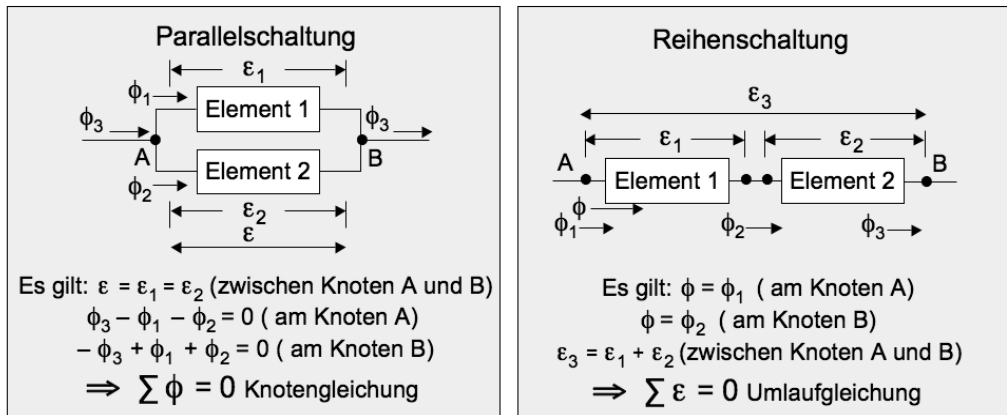 Parallelschaltung
ε₁
ϕ₁
Element 1
ϕ₃
ϕ₃
A
B
Element 2
ϕ₂
ε₂
ε
Es gilt: ε = ε₁ = ε₂ (zwischen Knoten A und B)
ϕ₃ – ϕ₁ – ϕ₂ = 0 ( am Knoten A)
– ϕ₃ + ϕ₁ + ϕ₂ = 0 ( am Knoten B)
⇒ ∑ ϕ = 0 Knotengleichung
Reihenschaltung
ε₃
ε₁
ε₂
A
B
Element 1
Element 2
ϕ
ϕ₁
ϕ₂
ϕ₃
Es gilt: ϕ = ϕ₁ ( am Knoten A)
ϕ = ϕ₂ ( am Knoten B)
ε₃ = ε₁ + ε₂ (zwischen Knoten A und B)
⇒ ∑ ε = 0 Umlaufgleichung